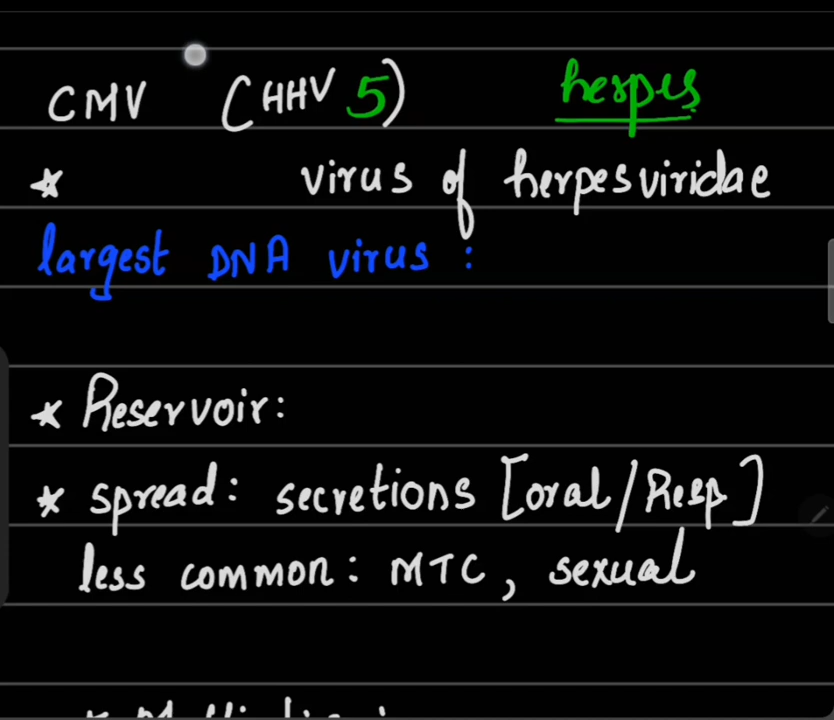 CMV (HHV 5) herpes
* virus of herpesviridae
largest DNA virus :
* Reservoir:
* spread: secretions [oral/Resp]
less common: MTC, sexual